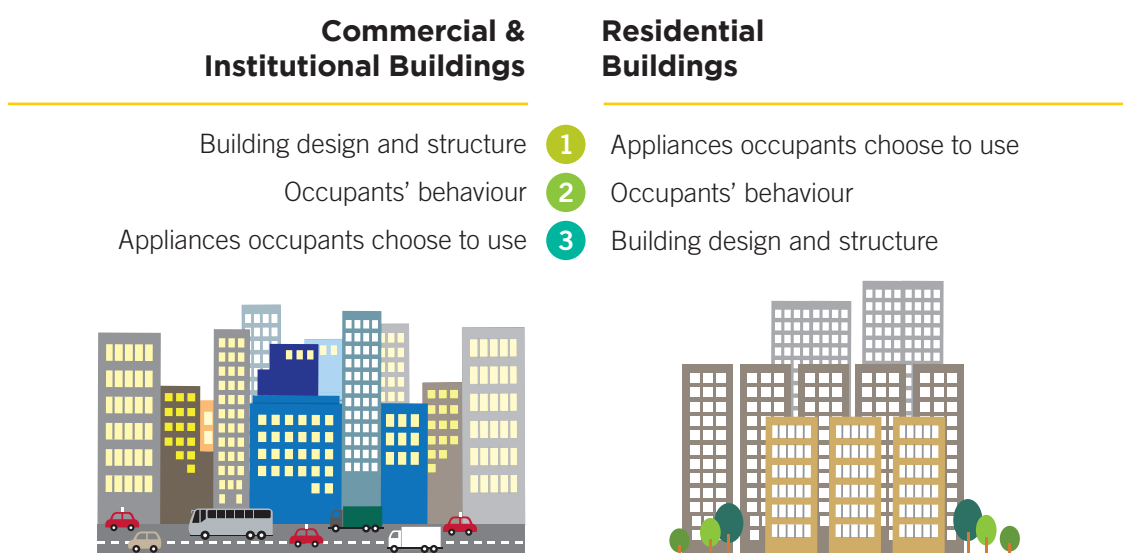 Commercial &
Institutional Buildings
Residential
Buildings
Building design and structure 1 Appliances occupants choose to use
Occupants’ behaviour 2 Occupants’ behaviour
Appliances occupants choose to use 3 Building design and structure